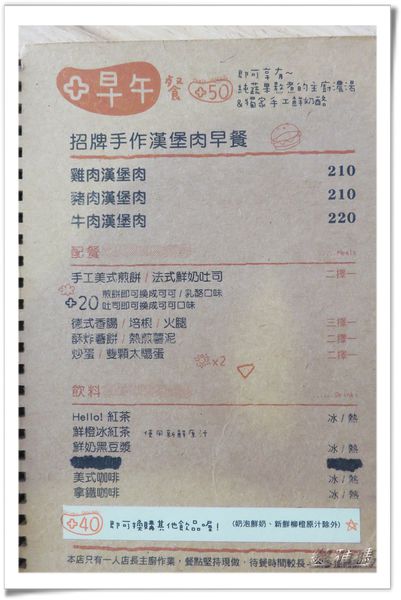 早午餐 +50
即可享有~
純蔬果熬煮的主廚濃湯
&獨家手工鮮奶酪
招牌手作漢堡肉早餐
雞肉漢堡肉 210
豬肉漢堡肉 210
牛肉漢堡肉 220
配餐 ......Meals
手工美式煎餅 / 法式鮮奶吐司 二擇一
+20 煎餅即可換成可可 / 乳酪口味
吐司即可換成可可口味
德式香腸 / 培根 / 火腿 三擇一
酥炸薯餅 / 熱煎薯泥 二擇一
炒蛋 / 雙顆太陽蛋 x2 二擇一
飲料 ......Drinks
Hello! 紅茶 冰 / 熱
鮮橙冰紅茶 使用新鮮原汁
鮮奶黑豆漿 冰 / 熱
美式咖啡 冰 / 熱
拿鐵咖啡 冰 / 熱
+40 即可換購其他飲品喔! (奶泡鮮奶、新鮮柳橙原汁除外)
本店只有一人店長主廚作業,餐點堅持現做,待餐時間較長